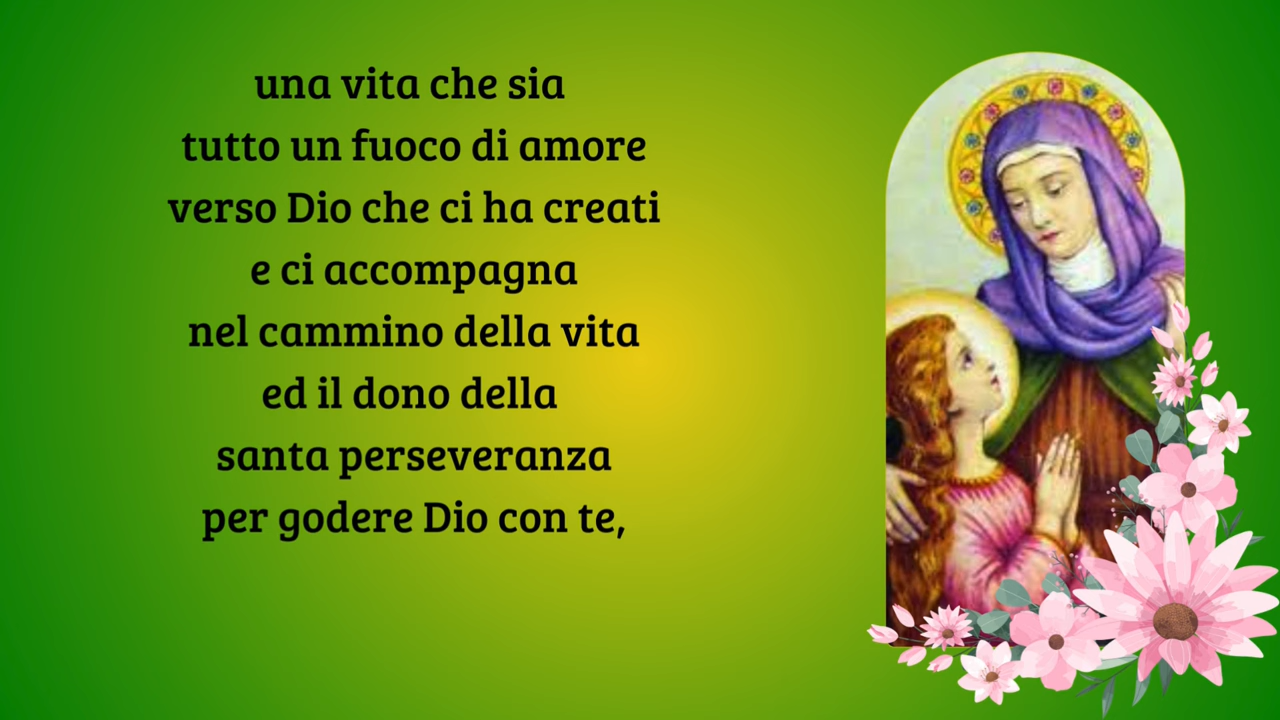 una vita che sia
tutto un fuoco di amore
verso Dio che ci ha creati
e ci accompagna
nel cammino della vita
ed il dono della
santa perseveranza
per godere Dio con te,